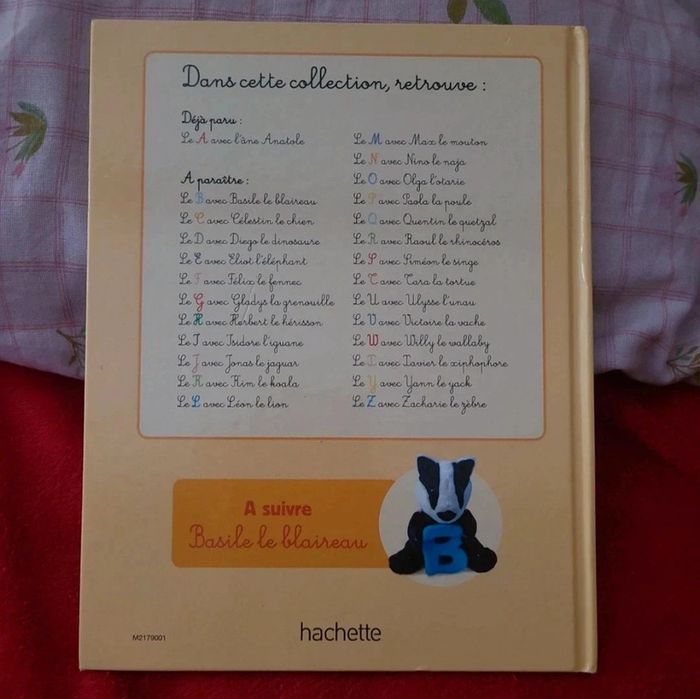 Dans cette collection, retrouve :
Déjà paru :
Le A avec l'âne Anatole
A paraître :
Le B avec Basile le blaireau
Le C avec Célestin le chien
Le D avec Diego le dinosaure
Le E avec Eliot l'éléphant
Le F avec Félix le fennec
Le G avec Gladys la grenouille
Le H avec Herbert le hérisson
Le I avec Isidore l'iguane
Le J avec Jonas le jaguar
Le K avec Kim le koala
Le L avec Léon le lion
Le M avec Max le mouton
Le N avec Nino le naja
Le O avec Olga l'otarie
Le P avec Paola la poule
Le Q avec Quentin le quetzal
Le R avec Raoul le rhinocéros
Le S avec Siméon le singe
Le T avec Tara la tortue
Le U avec Ulysse l'unau
Le V avec Victoire la vache
Le W avec Willy le wallaby
Le X avec Xavier le xiphophore
Le Y avec Yann le yack
Le Z avec Zacharie le zèbre
A suivre
Basile le blaireau
B
hachette
M2179001